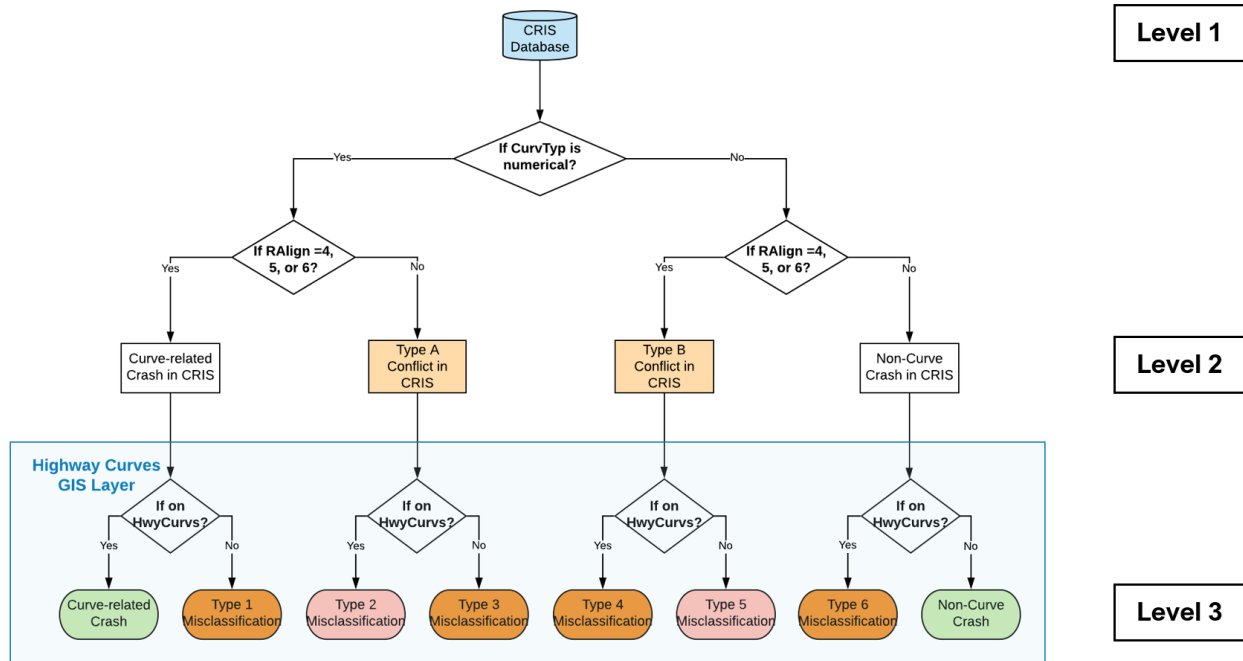 CRIS
Database
Level 1
If CurvTyp is
numerical?
Yes
No
If RAlign =4,
5, or 6?
If RAlign =4,
5, or 6?
Yes
No
Yes
No
Curve-related
Crash in CRIS
Type A
Conflict in
CRIS
Type B
Conflict in
CRIS
Non-Curve
Crash in CRIS
Level 2
Highway Curves
GIS Layer
If on
HwyCurvs?
If on
HwyCurvs?
If on
HwyCurvs?
If on
HwyCurvs?
Yes
No
Yes
No
Yes
No
Yes
No
Curve-related
Crash
Type 1
Misclassification
Type 2
Misclassification
Type 3
Misclassification
Type 4
Misclassification
Type 5
Misclassification
Type 6
Misclassification
Non-Curve
Crash
Level 3